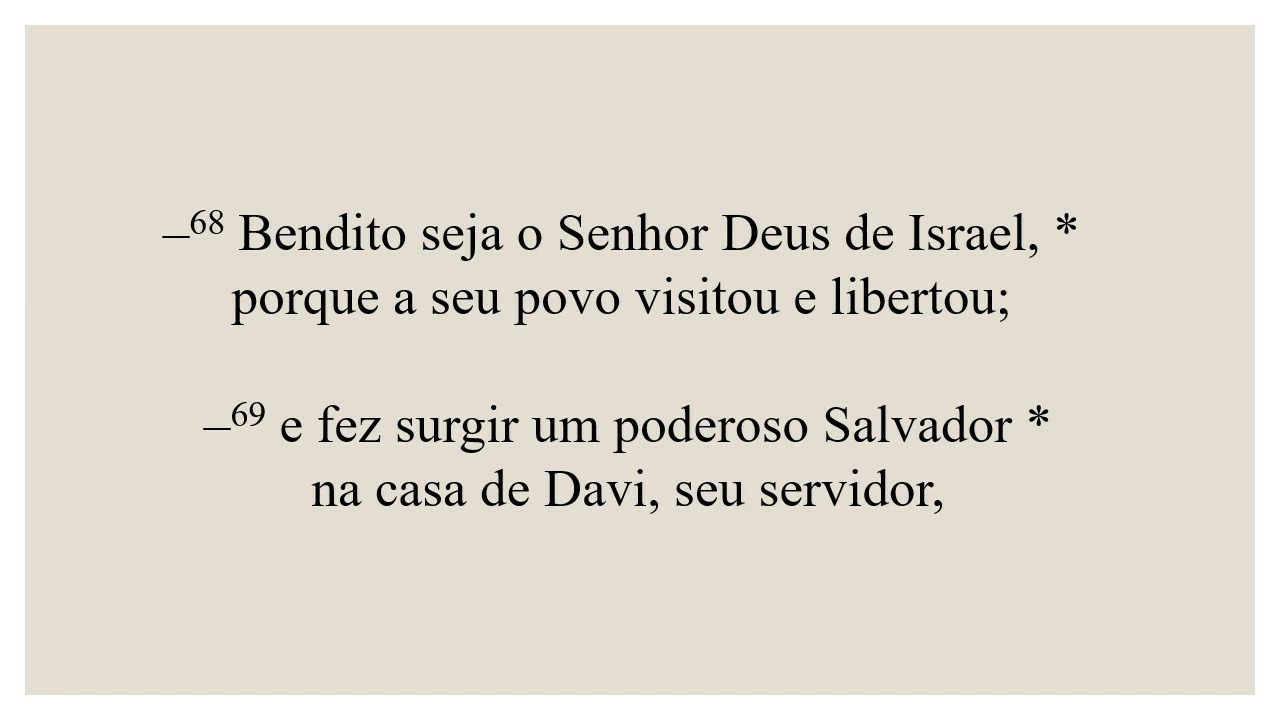 –⁶⁸ Bendito seja o Senhor Deus de Israel, *
porque a seu povo visitou e libertou;
–⁶⁹ e fez surgir um poderoso Salvador *
na casa de Davi, seu servidor,